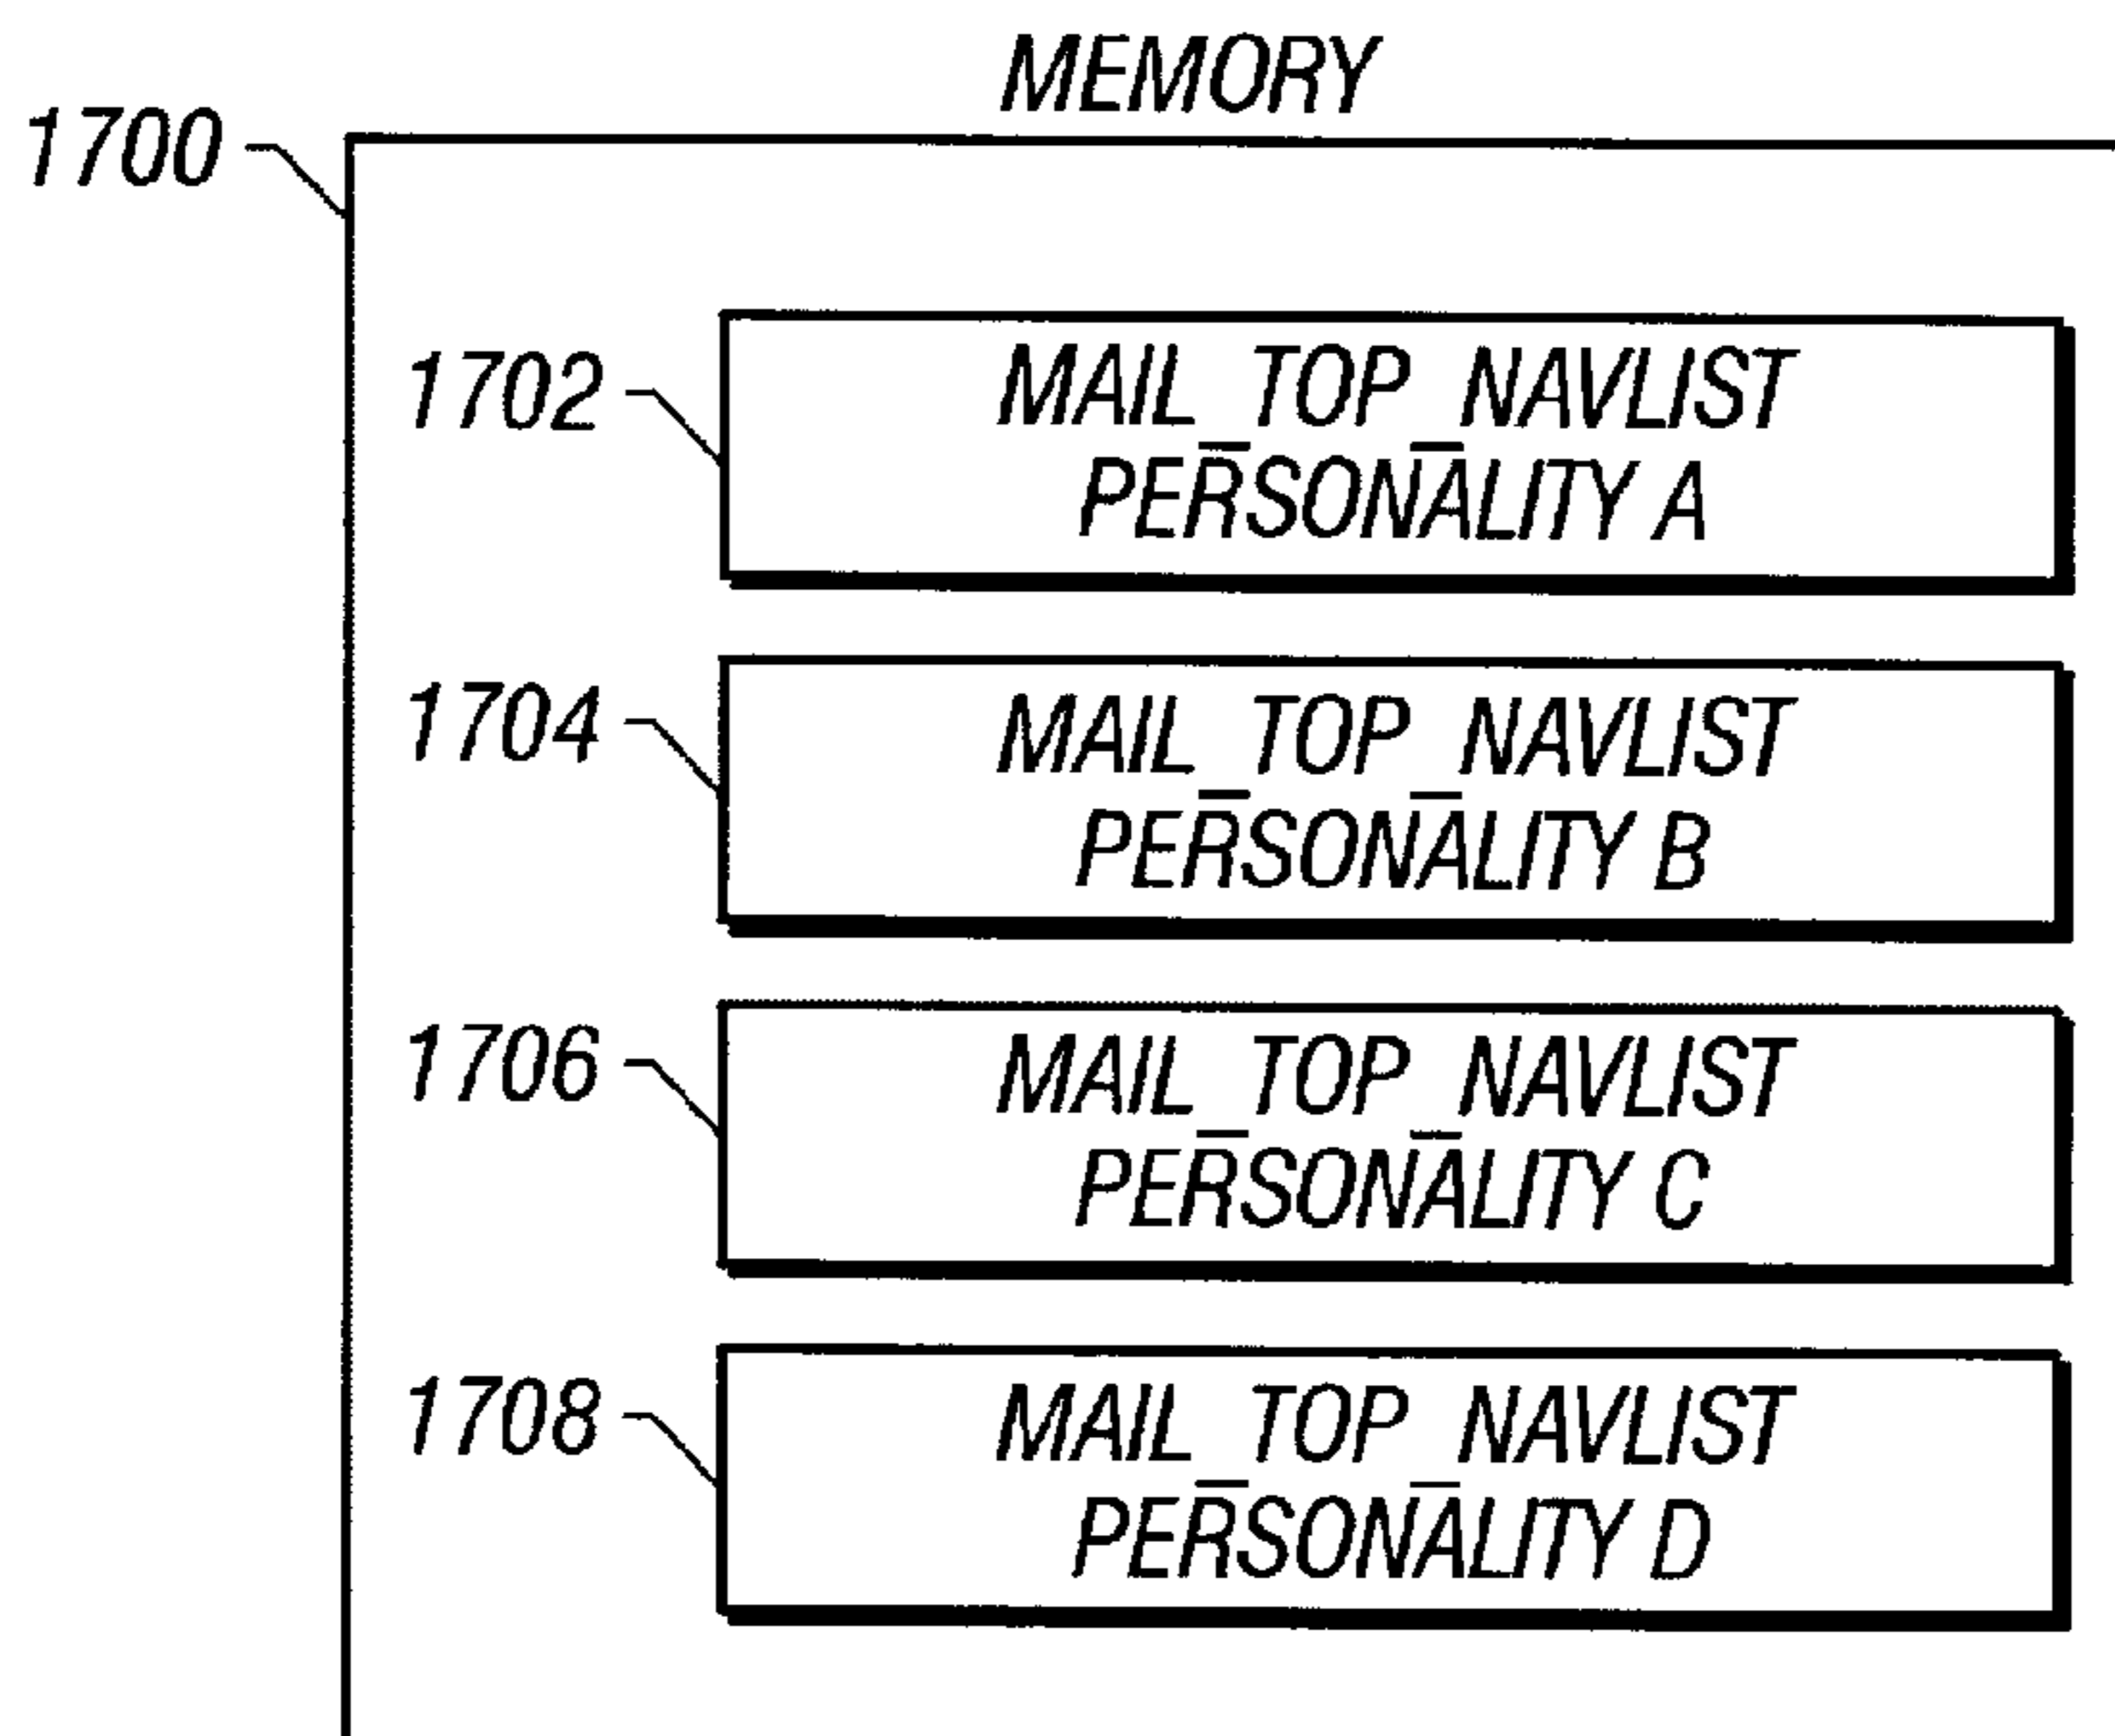 MEMORY
1700
1702
MAIL_TOP_NAVLIST
PERSONALITY A
1704
MAIL_TOP_NAVLIST
PERSONALITY B
1706
MAIL_TOP_NAVLIST
PERSONALITY C
1708
MAIL_TOP_NAVLIST
PERSONALITY D